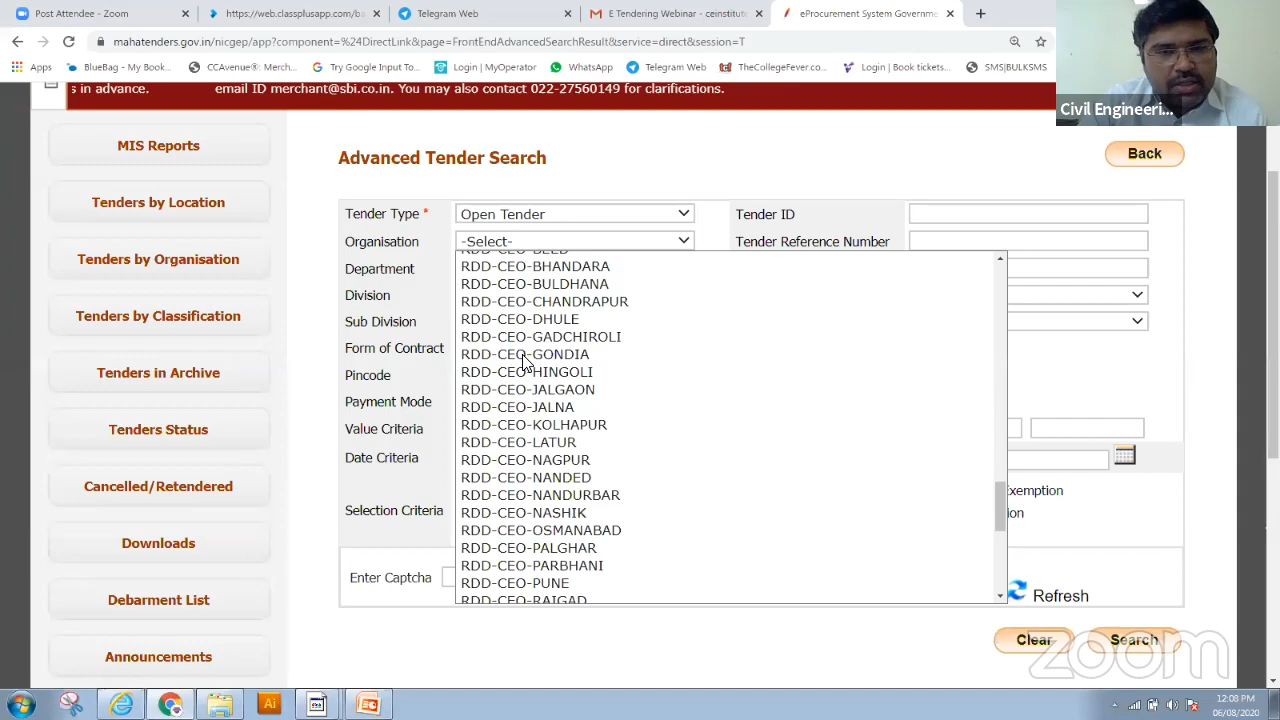 Post Attendee - Zoom
https://web.classplusapp.com/ba
Telegram Web
E Tendering Webinar - ceinstitute
eProcurement System Governme
mahatenders.gov.in/nicgep/app?component=%24DirectLink&page=FrontEndAdvancedSearchResult&service=direct&session=T
Apps
BlueBag - My Book...
CCAvenue®: Merch...
Try Google Input To...
Login | MyOperator
WhatsApp
Telegram Web
TheCollegeFever.co...
Login | Book tickets...
SMS|BULKSMS
Civil Engineeri...
s in advance. email ID merchant@sbi.co.in. You may also contact 022-27560149 for clarifications.
MIS Reports
Tenders by Location
Tenders by Organisation
Tenders by Classification
Tenders in Archive
Tenders Status
Cancelled/Retendered
Downloads
Debarment List
Announcements
Advanced Tender Search
Back
Tender Type *
Open Tender
Tender ID
Organisation
-Select-
Tender Reference Number
Department
Division
Sub Division
Form of Contract
Pincode
Payment Mode
Value Criteria
Date Criteria
Selection Criteria
Enter Captcha
RDD-CEO-BEED
RDD-CEO-BHANDARA
RDD-CEO-BULDHANA
RDD-CEO-CHANDRAPUR
RDD-CEO-DHULE
RDD-CEO-GADCHIROLI
RDD-CEO-GONDIA
RDD-CEO-HINGOLI
RDD-CEO-JALGAON
RDD-CEO-JALNA
RDD-CEO-KOLHAPUR
RDD-CEO-LATUR
RDD-CEO-NAGPUR
RDD-CEO-NANDED
RDD-CEO-NANDURBAR
RDD-CEO-NASHIK
RDD-CEO-OSMANABAD
RDD-CEO-PALGHAR
RDD-CEO-PARBHANI
RDD-CEO-PUNE
RDD-CEO-RAIGAD
Exemption
ion
Refresh
Clear
Search
zoom
Ai
12:08 PM
06/08/2020